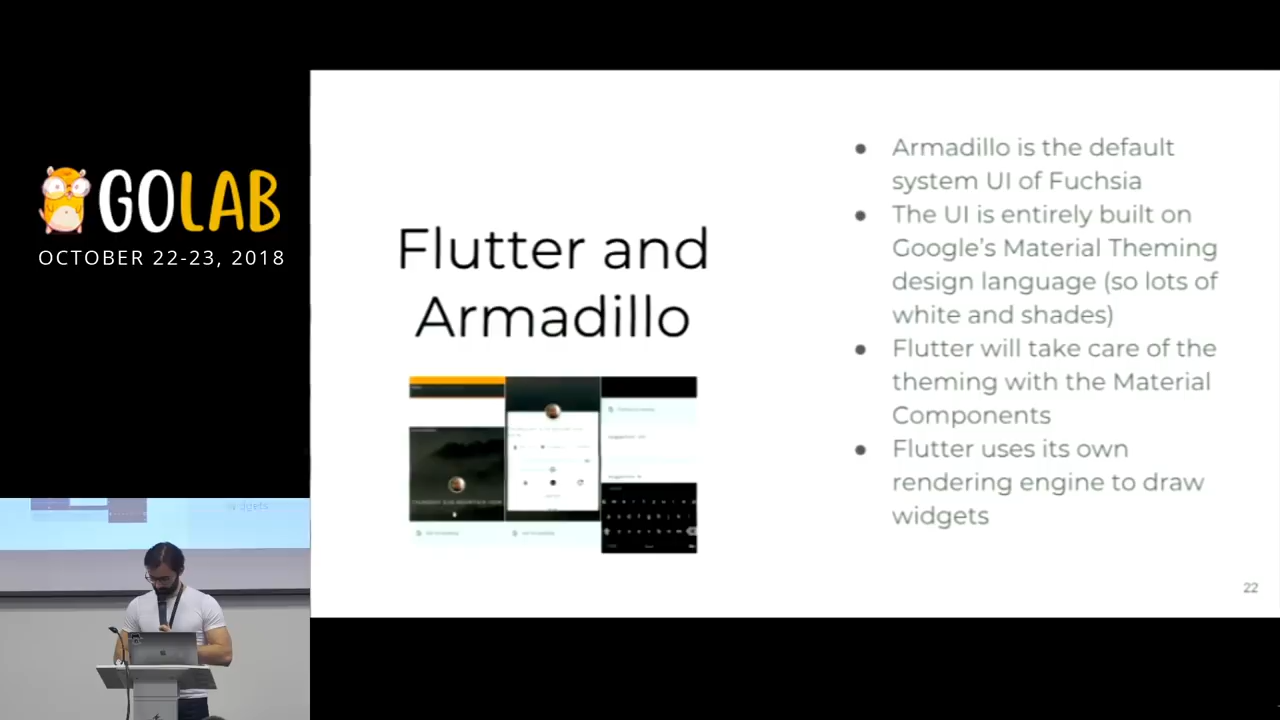 GOLAB
OCTOBER 22-23, 2018
Flutter and
Armadillo
● Armadillo is the default
system UI of Fuchsia
● The UI is entirely built on
Google's Material Theming
design language (so lots of
white and shades)
● Flutter will take care of the
theming with the Material
Components
● Flutter uses its own
rendering engine to draw
widgets
22